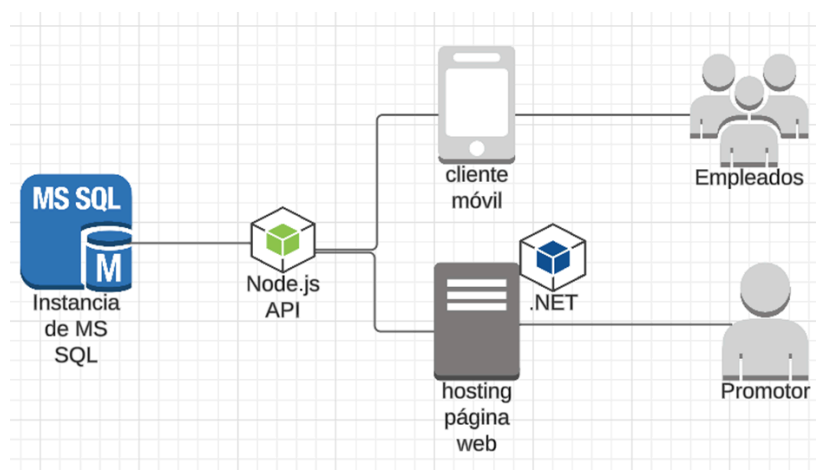 MS SQL
M
Instancia
de MS
SQL
Node.js
API
cliente
móvil
Empleados
.NET
hosting
página
web
Promotor